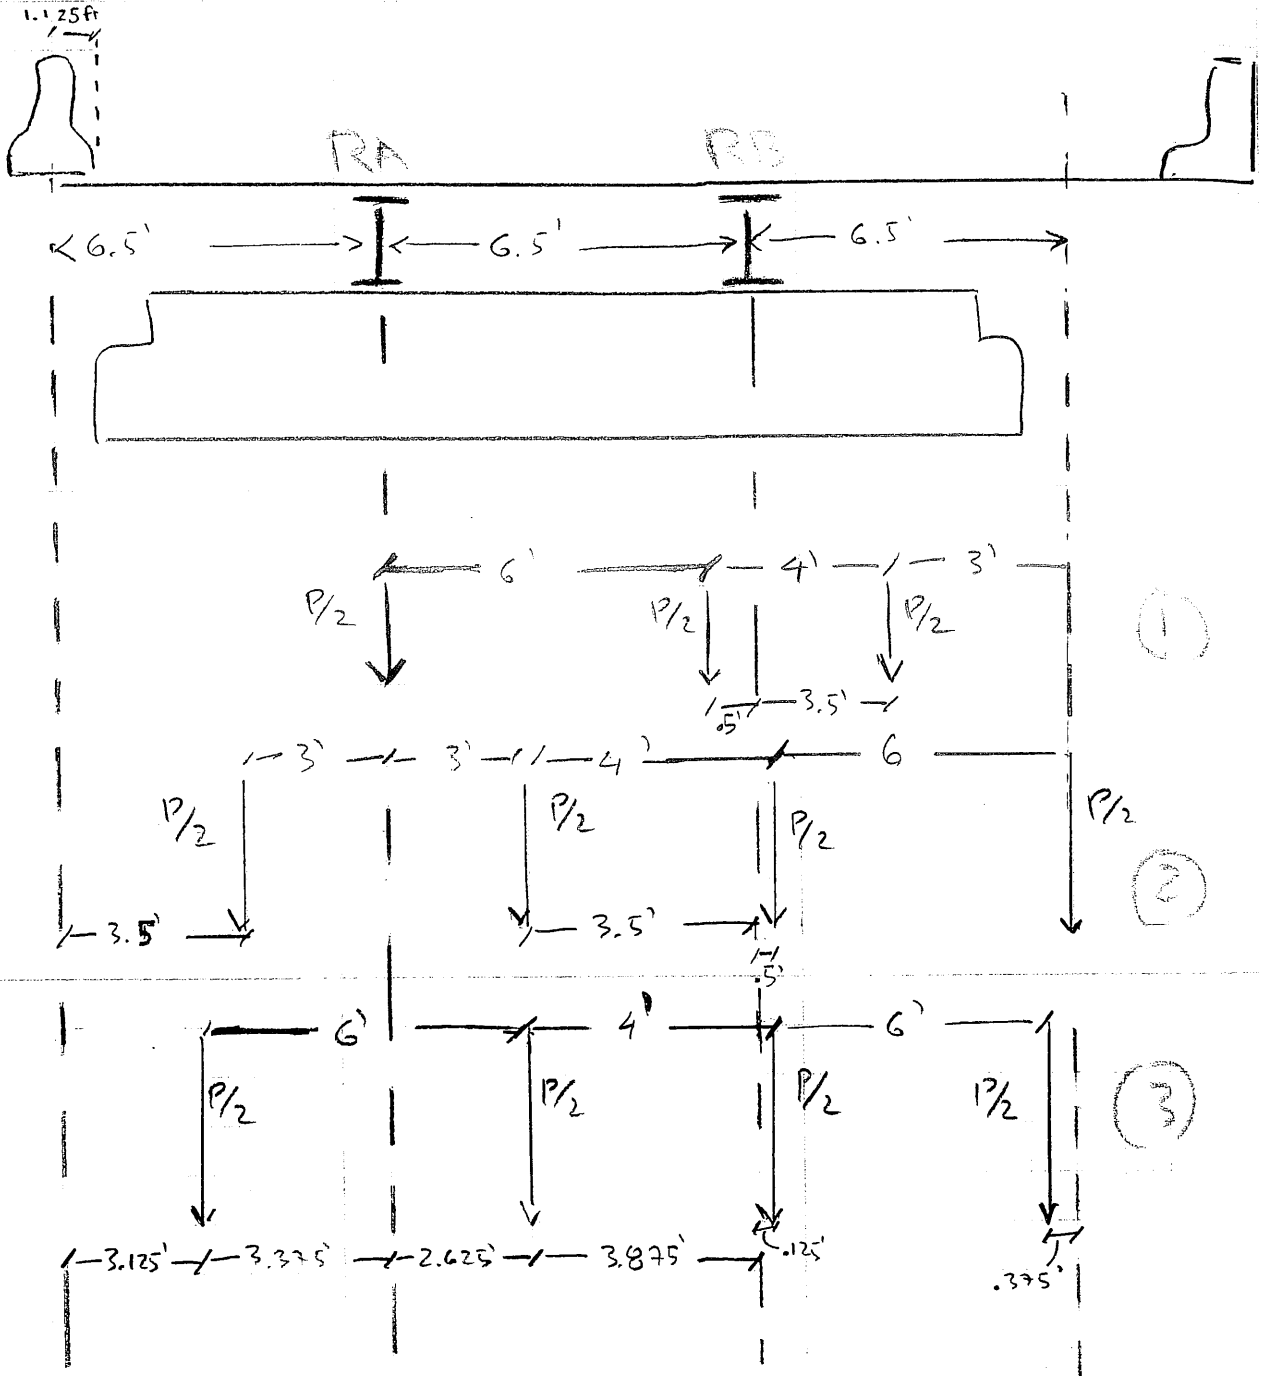 1.125ft
RA RB
6.5' 6.5' 6.5'
6' 4' 3'
P/2 P/2 P/2
1
.5' 3.5'
3' 3' 4' 6
P/2 P/2 P/2 P/2
2
3.5' 3.5'
.5'
6' 4' 6'
P/2 P/2 P/2 P/2
3
3.125' 3.375' 2.625' 3.875' .125'
.375'